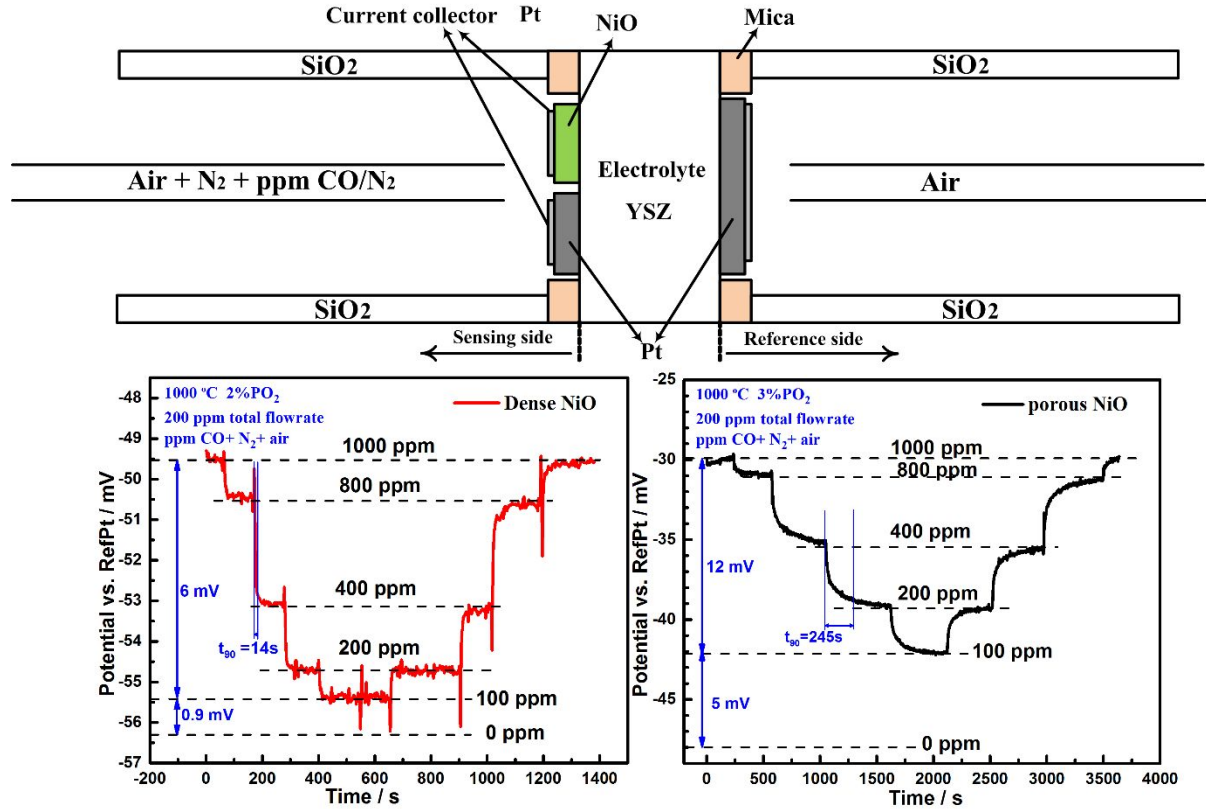 Current collector Pt NiO Mica
SiO2 SiO2
Air + N2 + ppm CO/N2 Electrolyte YSZ Air
SiO2 SiO2
Sensing side Pt Reference side
1000 ºC 2%PO2
200 ppm total flowrate
ppm CO+ N2+ air
Dense NiO
1000 ppm
800 ppm
400 ppm
200 ppm
100 ppm
0 ppm
6 mV
0.9 mV
t90 =14s
Potential vs. RefPt / mV
-48
-49
-50
-51
-52
-53
-54
-55
-56
-57
-200 0 200 400 600 800 1000 1200 1400
Time / s
1000 ºC 3%PO2
200 ppm total flowrate
ppm CO+ N2+ air
porous NiO
1000 ppm
800 ppm
400 ppm
200 ppm
100 ppm
0 ppm
12 mV
5 mV
t90=245s
Potential vs. RefPt / mV
-25
-30
-35
-40
-45
0 500 1000 1500 2000 2500 3000 3500 4000
Time / s